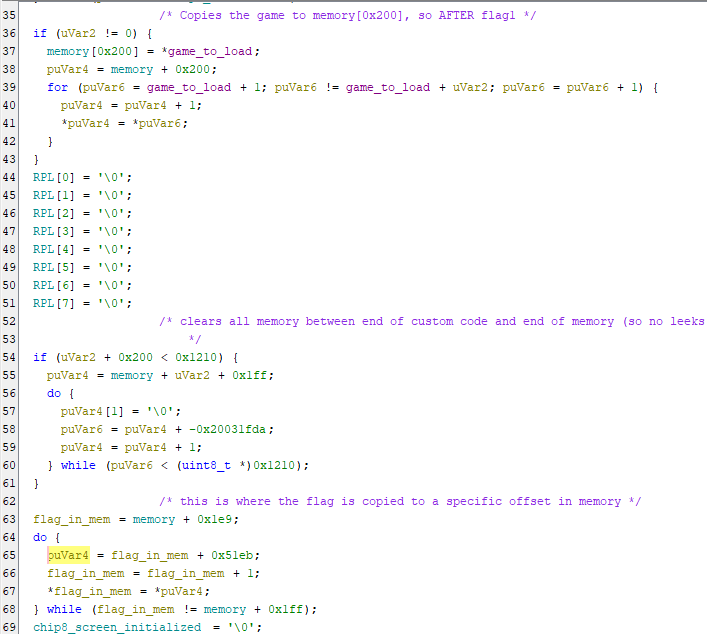 35 /* Copies the game to memory[0x200], so AFTER flag1 */
36 if (uVar2 != 0) {
37 memory[0x200] = *game_to_load;
38 puVar4 = memory + 0x200;
39 for (puVar6 = game_to_load + 1; puVar6 != game_to_load + uVar2; puVar6 = puVar6 + 1) {
40 puVar4 = puVar4 + 1;
41 *puVar4 = *puVar6;
42 }
43 }
44 RPL[0] = '\0';
45 RPL[1] = '\0';
46 RPL[2] = '\0';
47 RPL[3] = '\0';
48 RPL[4] = '\0';
49 RPL[5] = '\0';
50 RPL[6] = '\0';
51 RPL[7] = '\0';
52 /* clears all memory between end of custom code and end of memory (so no leeks
53 */
54 if (uVar2 + 0x200 < 0x1210) {
55 puVar4 = memory + uVar2 + 0x1ff;
56 do {
57 puVar4[1] = '\0';
58 puVar6 = puVar4 + -0x20031fda;
59 puVar4 = puVar4 + 1;
60 } while (puVar6 < (uint8_t *)0x1210);
61 }
62 /* this is where the flag is copied to a specific offset in memory */
63 flag_in_mem = memory + 0x1e9;
64 do {
65 puVar4 = flag_in_mem + 0x51eb;
66 flag_in_mem = flag_in_mem + 1;
67 *flag_in_mem = *puVar4;
68 } while (flag_in_mem != memory + 0x1ff);
69 chip8_screen_initialized = '\0';